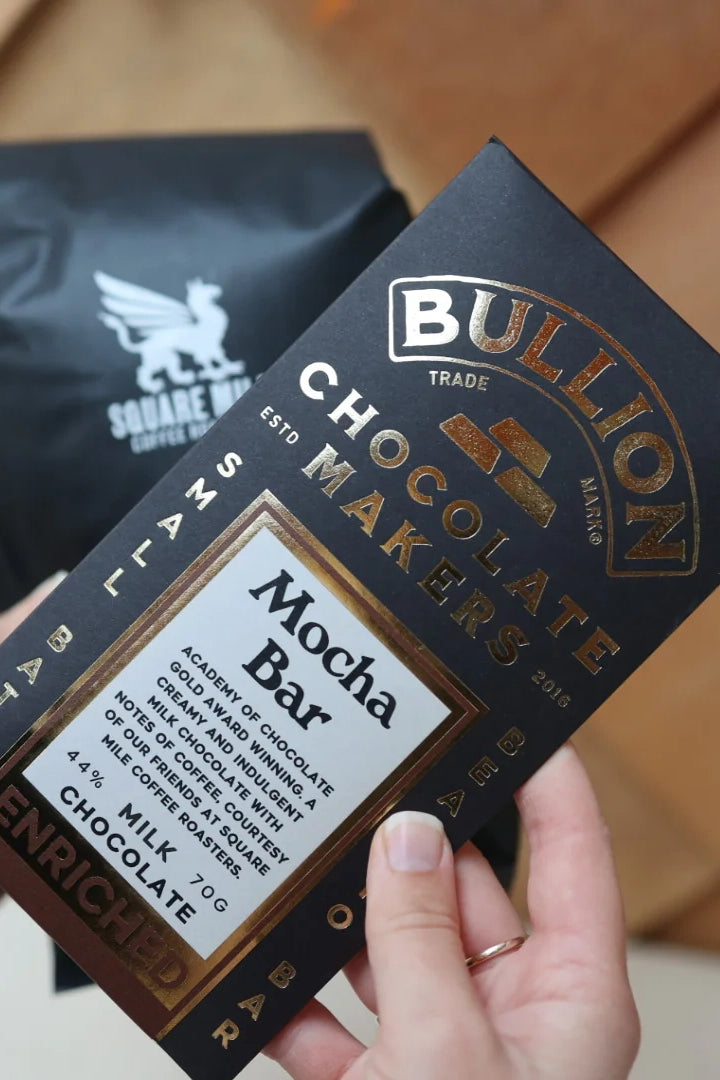 SQUARE MIL
COFFEE
BULLION
TRADE
MARK®
CHOCOLATE
ESTD
MAKERS
2016
SMALL BAT
Mocha
Bar
ACADEMY OF CHOCOLATE
GOLD AWARD WINNING. A
CREAMY AND INDULGENT
MILK CHOCOLATE WITH
NOTES OF COFFEE, COURTESY
OF OUR FRIENDS AT SQUARE
MILE COFFEE ROASTERS.
44% MILK
CHOCOLATE 70G
ENRICHED
BEA
O BAR